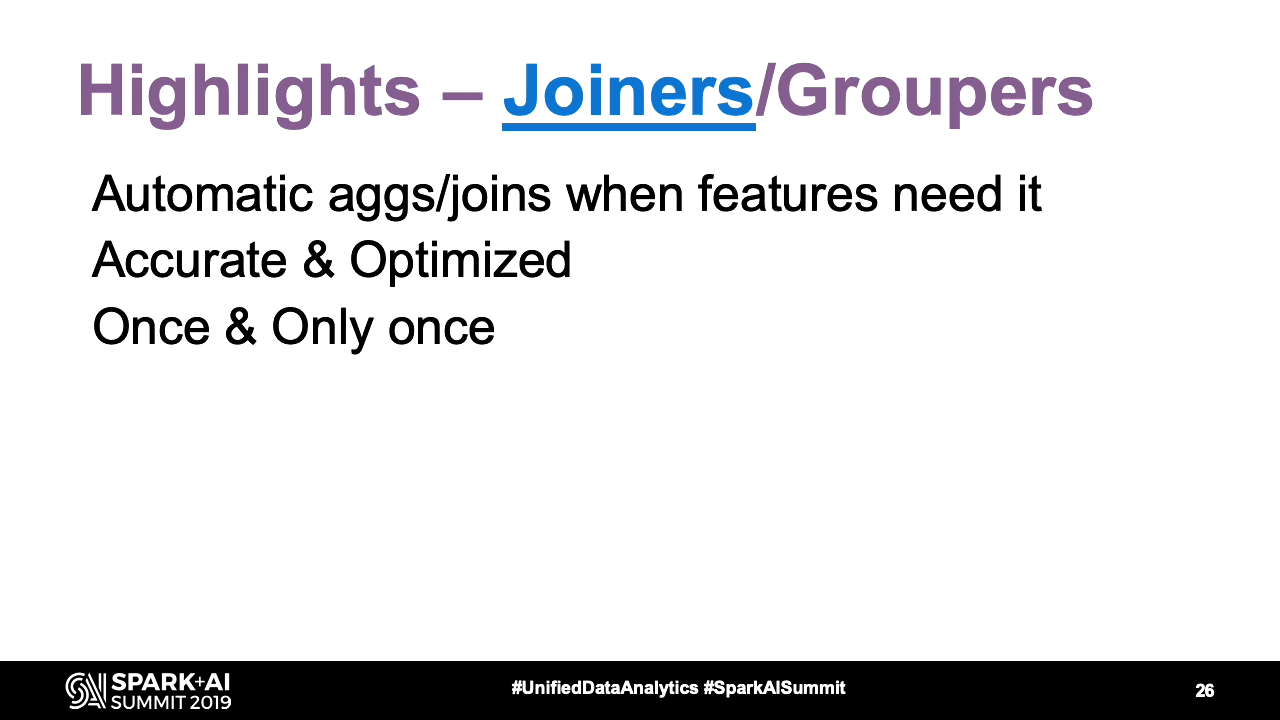 Highlights – Joiners/Groupers
Automatic aggs/joins when features need it
Accurate & Optimized
Once & Only once
SPARK+AI
SUMMIT 2019
#UnifiedDataAnalytics #SparkAISummit
26